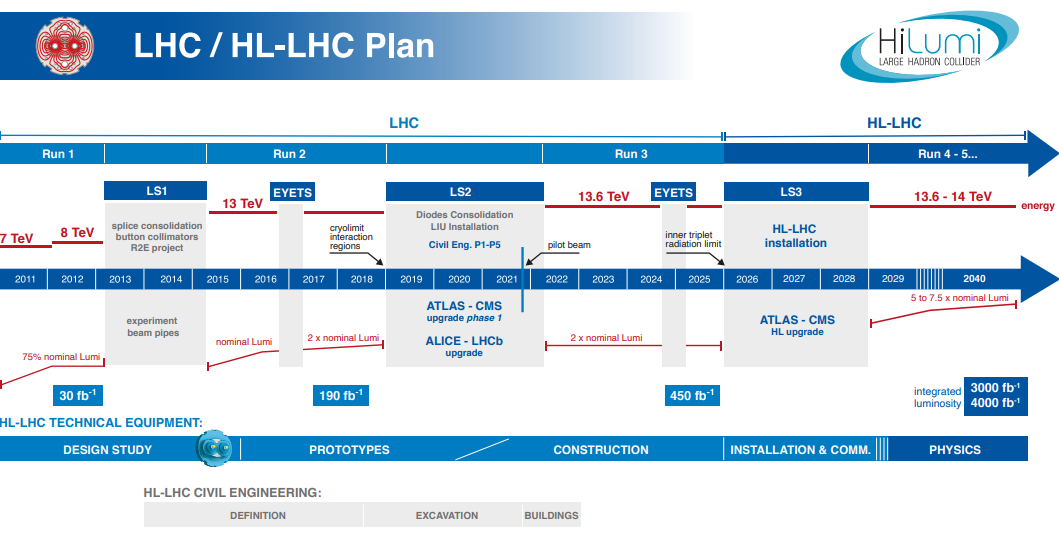 LHC / HL-LHC Plan
HiLumi
LARGE HADRON COLLIDER
LHC
HL-LHC
Run 1
Run 2
Run 3
Run 4 - 5...
LS1
EYETS
LS2
EYETS
LS3
13 TeV
13.6 TeV
13.6 - 14 TeV
energy
7 TeV
8 TeV
splice consolidation
button collimators
R2E project
cryolimit
interaction
regions
Diodes Consolidation
LIU Installation
Civil Eng. P1-P5
pilot beam
inner triplet
radiation limit
HL-LHC
installation
2011
2012
2013
2014
2015
2016
2017
2018
2019
2020
2021
2022
2023
2024
2025
2026
2027
2028
2029
2040
experiment
beam pipes
ATLAS - CMS
upgrade phase 1
ALICE - LHCb
upgrade
ATLAS - CMS
HL upgrade
5 to 7.5 x nominal Lumi
75% nominal Lumi
nominal Lumi
2 x nominal Lumi
2 x nominal Lumi
30 fb-1
190 fb-1
450 fb-1
integrated
luminosity
3000 fb-1
4000 fb-1
HL-LHC TECHNICAL EQUIPMENT:
DESIGN STUDY
PROTOTYPES
CONSTRUCTION
INSTALLATION & COMM.
PHYSICS
HL-LHC CIVIL ENGINEERING:
DEFINITION
EXCAVATION
BUILDINGS